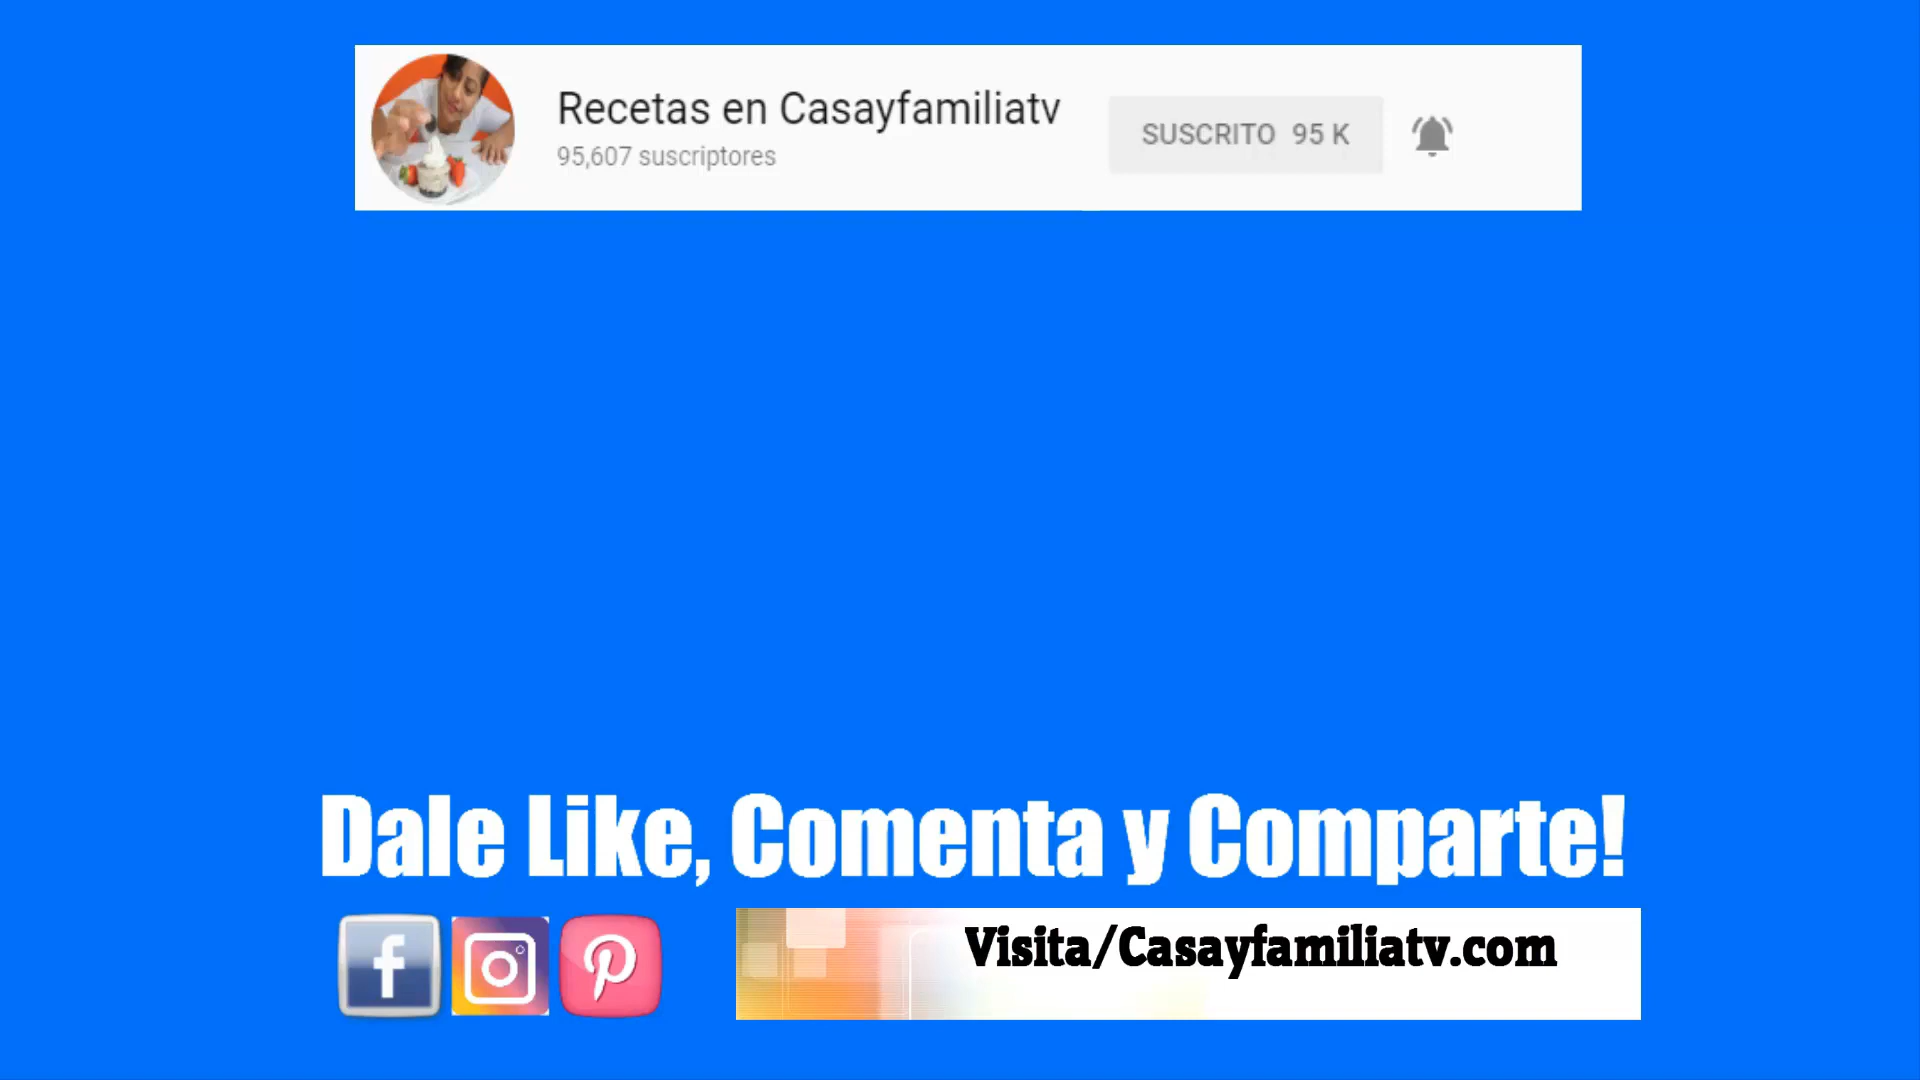 Recetas en Casayfamiliatv
95,607 suscriptores
SUSCRITO 95 K
Dale Like, Comenta y Comparte!
Visita/Casayfamiliatv.com